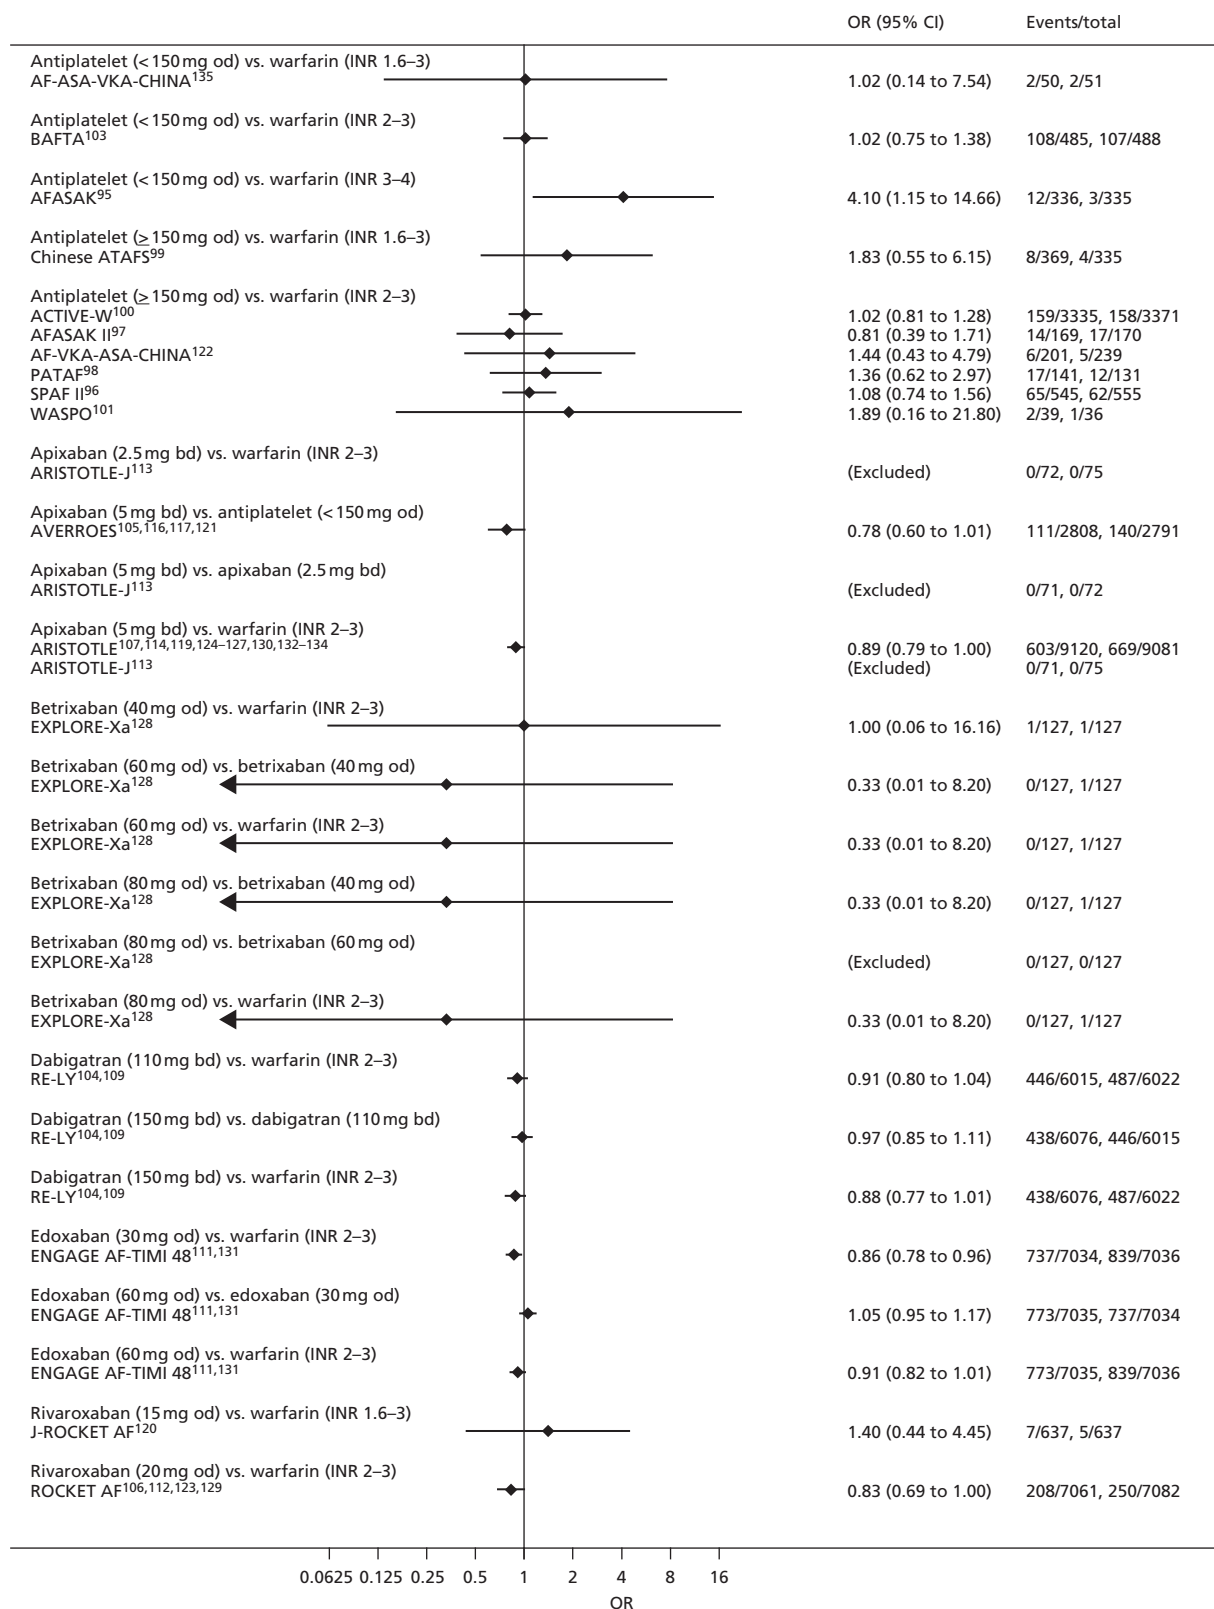 OR (95% CI) Events/total
Antiplatelet (<150 mg od) vs. warfarin (INR 1.6–3)
AF-ASA-VKA-CHINA135 1.02 (0.14 to 7.54) 2/50, 2/51
Antiplatelet (<150 mg od) vs. warfarin (INR 2–3)
BAFTA103 1.02 (0.75 to 1.38) 108/485, 107/488
Antiplatelet (<150 mg od) vs. warfarin (INR 3–4)
AFASAK95 4.10 (1.15 to 14.66) 12/336, 3/335
Antiplatelet (≥150 mg od) vs. warfarin (INR 1.6–3)
Chinese ATAFS99 1.83 (0.55 to 6.15) 8/369, 4/335
Antiplatelet (≥150 mg od) vs. warfarin (INR 2–3)
ACTIVE-W100 1.02 (0.81 to 1.28) 159/3335, 158/3371
AFASAK II97 0.81 (0.39 to 1.71) 14/169, 17/170
AF-VKA-ASA-CHINA122 1.44 (0.43 to 4.79) 6/201, 5/239
PATAF98 1.36 (0.62 to 2.97) 17/141, 12/131
SPAF II96 1.08 (0.74 to 1.56) 65/545, 62/555
WASPO101 1.89 (0.16 to 21.80) 2/39, 1/36
Apixaban (2.5 mg bd) vs. warfarin (INR 2–3)
ARISTOTLE-J113 (Excluded) 0/72, 0/75
Apixaban (5 mg bd) vs. antiplatelet (<150 mg od)
AVERROES105,116,117,121 0.78 (0.60 to 1.01) 111/2808, 140/2791
Apixaban (5 mg bd) vs. apixaban (2.5 mg bd)
ARISTOTLE-J113 (Excluded) 0/71, 0/72
Apixaban (5 mg bd) vs. warfarin (INR 2–3)
ARISTOTLE107,114,119,124–127,130,132–134 0.89 (0.79 to 1.00) 603/9120, 669/9081
ARISTOTLE-J113 (Excluded) 0/71, 0/75
Betrixaban (40 mg od) vs. warfarin (INR 2–3)
EXPLORE-Xa128 1.00 (0.06 to 16.16) 1/127, 1/127
Betrixaban (60 mg od) vs. betrixaban (40 mg od)
EXPLORE-Xa128 0.33 (0.01 to 8.20) 0/127, 1/127
Betrixaban (60 mg od) vs. warfarin (INR 2–3)
EXPLORE-Xa128 0.33 (0.01 to 8.20) 0/127, 1/127
Betrixaban (80 mg od) vs. betrixaban (40 mg od)
EXPLORE-Xa128 0.33 (0.01 to 8.20) 0/127, 1/127
Betrixaban (80 mg od) vs. betrixaban (60 mg od)
EXPLORE-Xa128 (Excluded) 0/127, 0/127
Betrixaban (80 mg od) vs. warfarin (INR 2–3)
EXPLORE-Xa128 0.33 (0.01 to 8.20) 0/127, 1/127
Dabigatran (110 mg bd) vs. warfarin (INR 2–3)
RE-LY104,109 0.91 (0.80 to 1.04) 446/6015, 487/6022
Dabigatran (150 mg bd) vs. dabigatran (110 mg bd)
RE-LY104,109 0.97 (0.85 to 1.11) 438/6076, 446/6015
Dabigatran (150 mg bd) vs. warfarin (INR 2–3)
RE-LY104,109 0.88 (0.77 to 1.01) 438/6076, 487/6022
Edoxaban (30 mg od) vs. warfarin (INR 2–3)
ENGAGE AF-TIMI 48111,131 0.86 (0.78 to 0.96) 737/7034, 839/7036
Edoxaban (60 mg od) vs. edoxaban (30 mg od)
ENGAGE AF-TIMI 48111,131 1.05 (0.95 to 1.17) 773/7035, 737/7034
Edoxaban (60 mg od) vs. warfarin (INR 2–3)
ENGAGE AF-TIMI 48111,131 0.91 (0.82 to 1.01) 773/7035, 839/7036
Rivaroxaban (15 mg od) vs. warfarin (INR 1.6–3)
J-ROCKET AF120 1.40 (0.44 to 4.45) 7/637, 5/637
Rivaroxaban (20 mg od) vs. warfarin (INR 2–3)
ROCKET AF106,112,123,129 0.83 (0.69 to 1.00) 208/7061, 250/7082
0.0625 0.125 0.25 0.5 1 2 4 8 16
OR